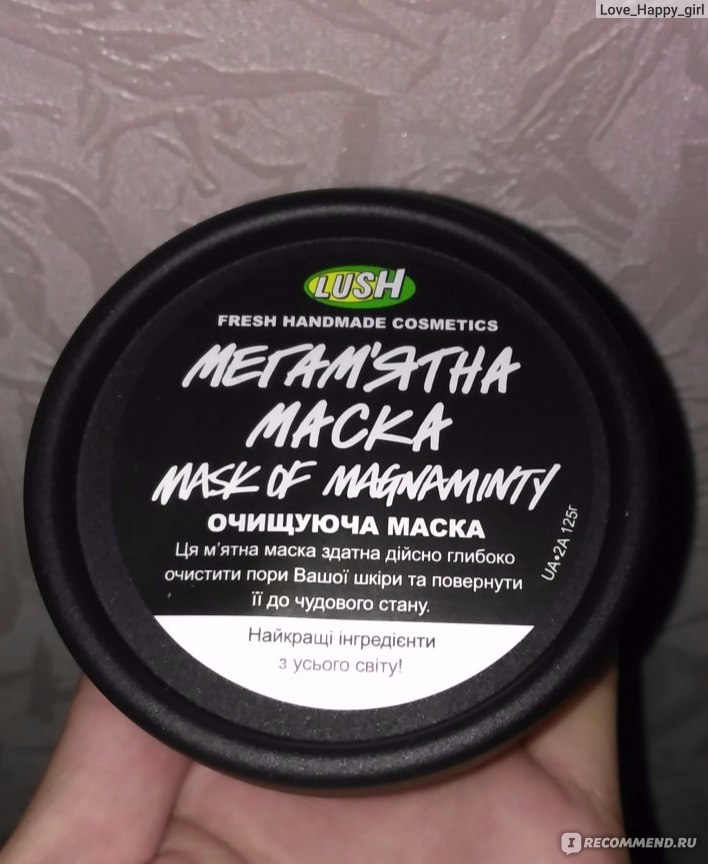 Love_Happy_girl
LUSH
FRESH HANDMADE COSMETICS
МЕГАМ'ЯТНА
МАСКА
MASK OF MAGNAMINTY
ОЧИЩУЮЧА МАСКА
Ця м'ятна маска здатна дійсно глибоко
очистити пори Вашої шкіри та повернути
її до чудового стану.
UA•2A 125г
Найкращі інгредієнти
з усього світу!
IRECOMMEND.RU